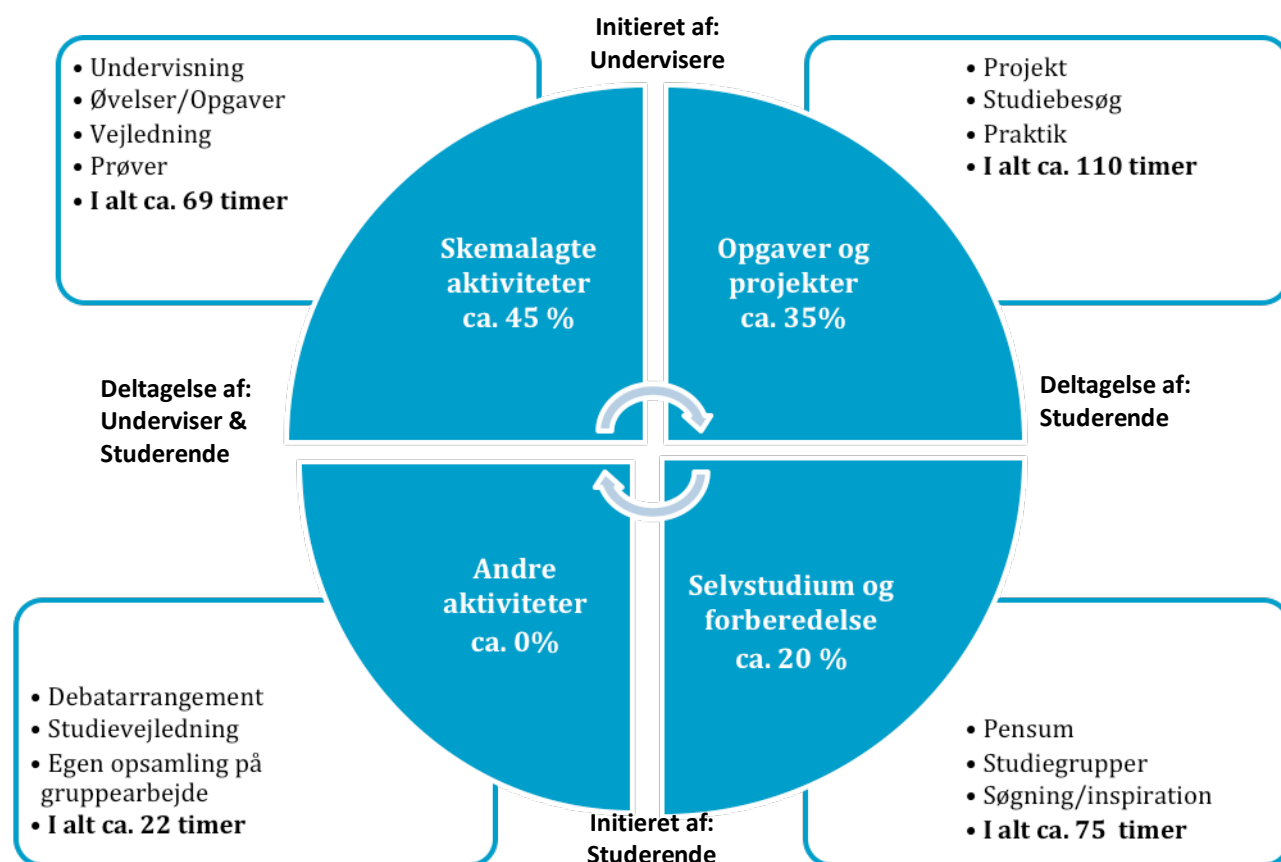 Initieret af:
Undervisere
• Undervisning
• Øvelser/Opgaver
• Vejledning
• Prøver
• I alt ca. 69 timer
• Projekt
• Studiebesøg
• Praktik
• I alt ca. 110 timer
Skemalagte
aktiviteter
ca. 45 %
Opgaver og
projekter
ca. 35%
Deltagelse af:
Underviser &
Studerende
Deltagelse af:
Studerende
Andre
aktiviteter
ca. 0%
Selvstudium og
forberedelse
ca. 20 %
• Debatarrangement
• Studievejledning
• Egen opsamling på
gruppearbejde
• I alt ca. 22 timer
• Pensum
• Studiegrupper
• Søgning/inspiration
• I alt ca. 75 timer
Initieret af:
Studerende